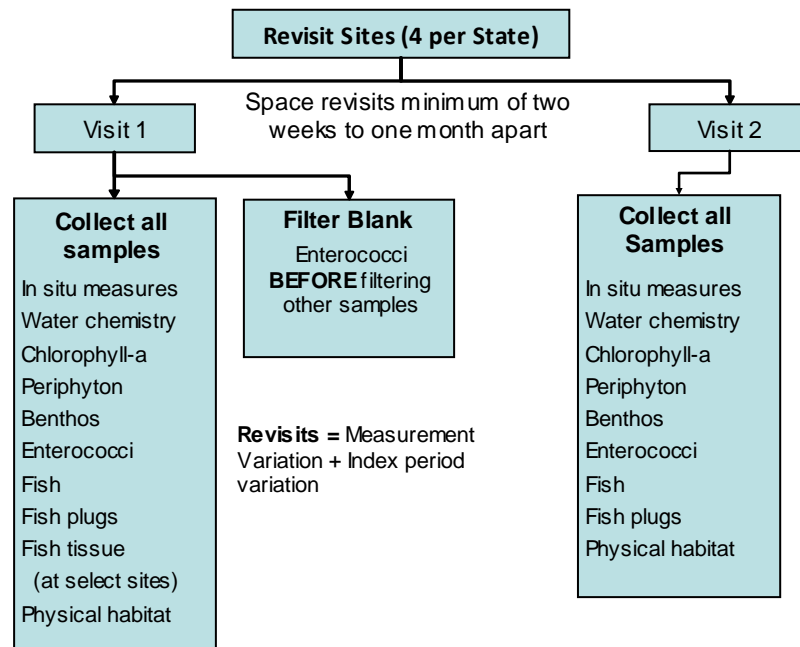 Revisit Sites (4 per State)
Space revisits minimum of two
weeks to one month apart
Visit 1
Visit 2
Collect all
samples
In situ measures
Water chemistry
Chlorophyll-a
Periphyton
Benthos
Enterococci
Fish
Fish plugs
Fish tissue
(at select sites)
Physical habitat
Filter Blank
Enterococci
BEFORE filtering
other samples
Revisits = Measurement
Variation + Index period
variation
Collect all
Samples
In situ measures
Water chemistry
Chlorophyll-a
Periphyton
Benthos
Enterococci
Fish
Fish plugs
Physical habitat